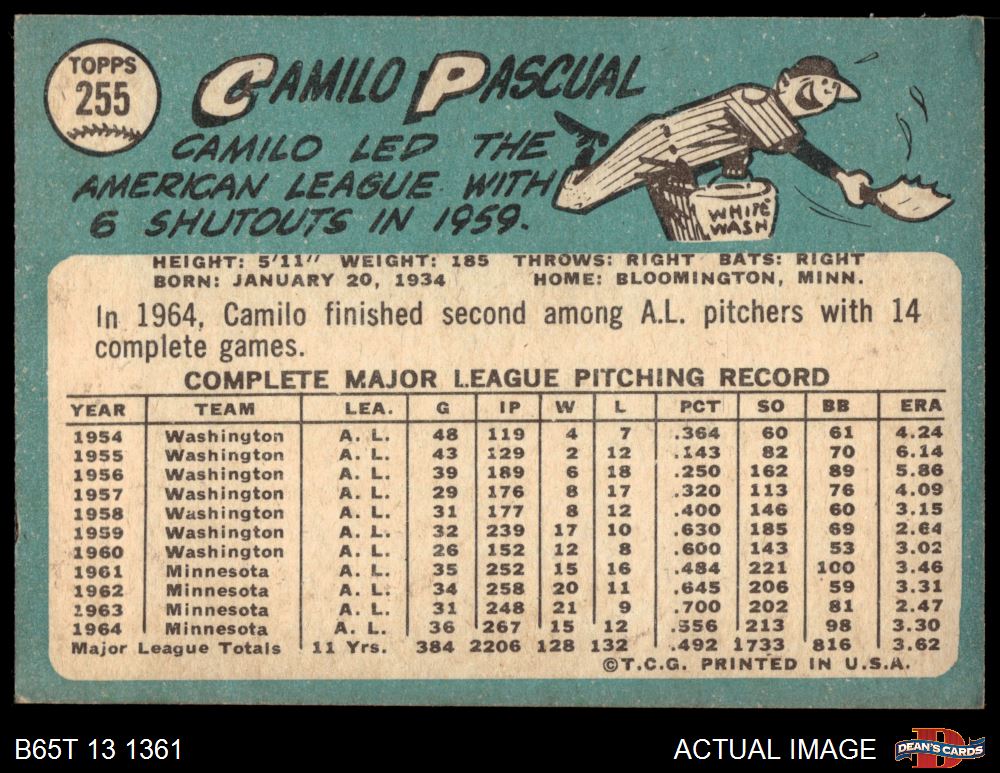 TOPPS
255
CAMILO PASCUAL
CAMILO LED THE
AMERICAN LEAGUE WITH
6 SHUTOUTS IN 1959.
WHITE
WASH
HEIGHT: 5'11" WEIGHT: 185 THROWS: RIGHT BATS: RIGHT
BORN: JANUARY 20, 1934 HOME: BLOOMINGTON, MINN.
In 1964, Camilo finished second among A.L. pitchers with 14
complete games.
COMPLETE MAJOR LEAGUE PITCHING RECORD
YEAR TEAM LEA. G IP W L PCT SO BB ERA
1954 Washington A. L. 48 119 4 7 .364 60 61 4.24
1955 Washington A. L. 43 129 2 12 .143 82 70 6.14
1956 Washington A. L. 39 189 6 18 .250 162 89 5.86
1957 Washington A. L. 29 176 8 17 .320 113 76 4.09
1958 Washington A. L. 31 177 8 12 .400 146 60 3.15
1959 Washington A. L. 32 239 17 10 .630 185 69 2.64
1960 Washington A. L. 26 152 12 8 .600 143 53 3.02
1961 Minnesota A. L. 35 252 15 16 .484 221 100 3.46
1962 Minnesota A. L. 34 258 20 11 .645 206 59 3.31
1963 Minnesota A. L. 31 248 21 9 .700 202 81 2.47
1964 Minnesota A. L. 36 267 15 12 .556 213 98 3.30
Major League Totals 11 Yrs. 384 2206 128 132 .492 1733 816 3.62
©T.C.G. PRINTED IN U.S.A.
B65T 13 1361
ACTUAL IMAGE
D
DEAN'S CARDS